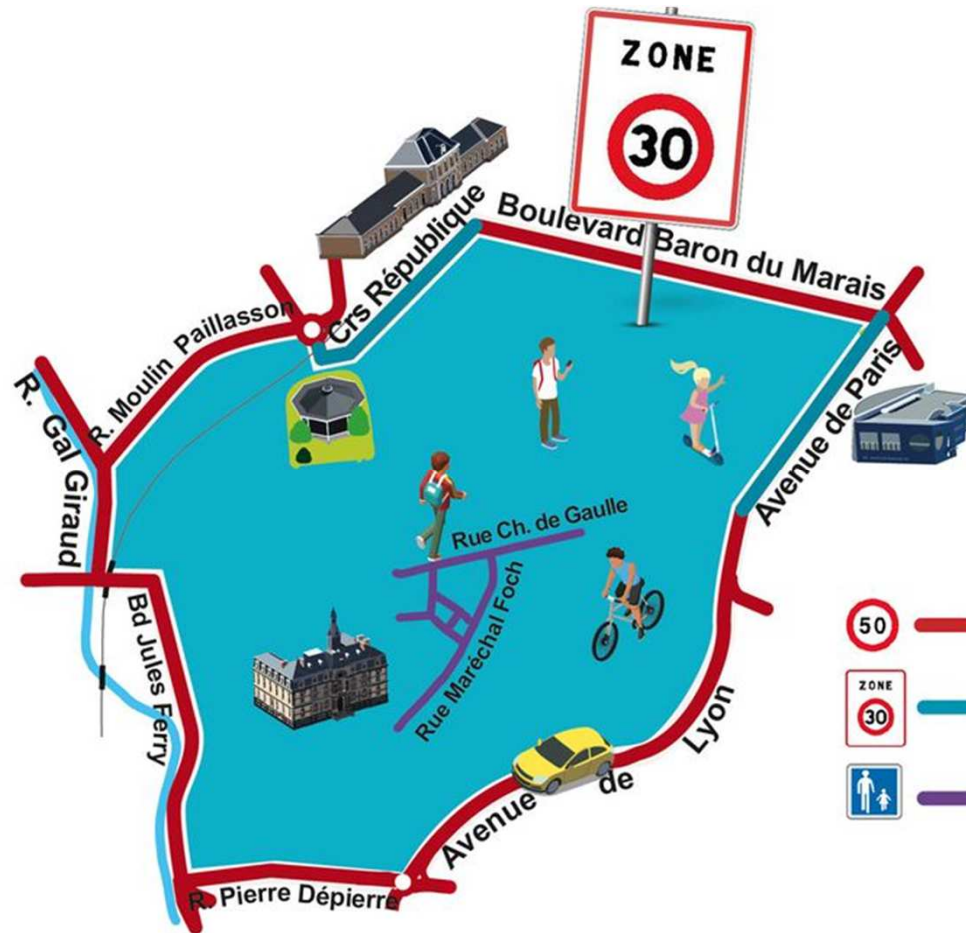 ZONE
30
Boulevard Baron du Marais
Crs République
R. Moulin Paillasson
R. Gal Giraud
Avenue de Paris
Rue Ch. de Gaulle
Rue Maréchal Foch
Bd Jules Ferry
Avenue de Lyon
R. Pierre Dépierre
50
ZONE
30